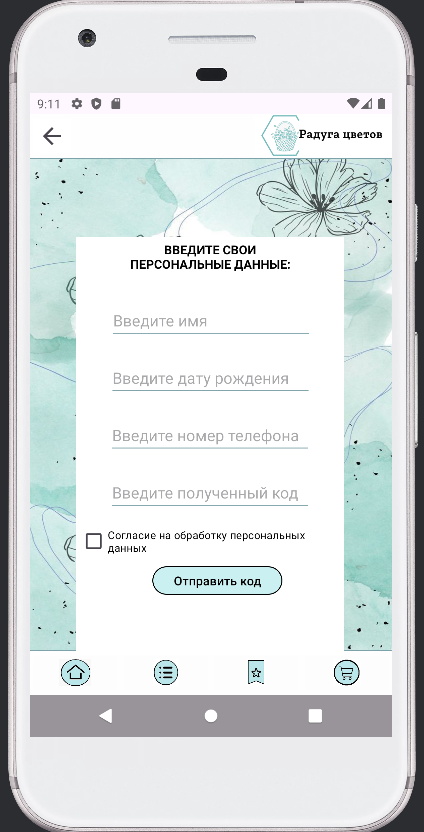 9:11
Радуга цветов
ВВЕДИТЕ СВОИ
ПЕРСОНАЛЬНЫЕ ДАННЫЕ:
Введите имя
Введите дату рождения
Введите номер телефона
Введите полученный код
Согласие на обработку персональных
данных
Отправить код